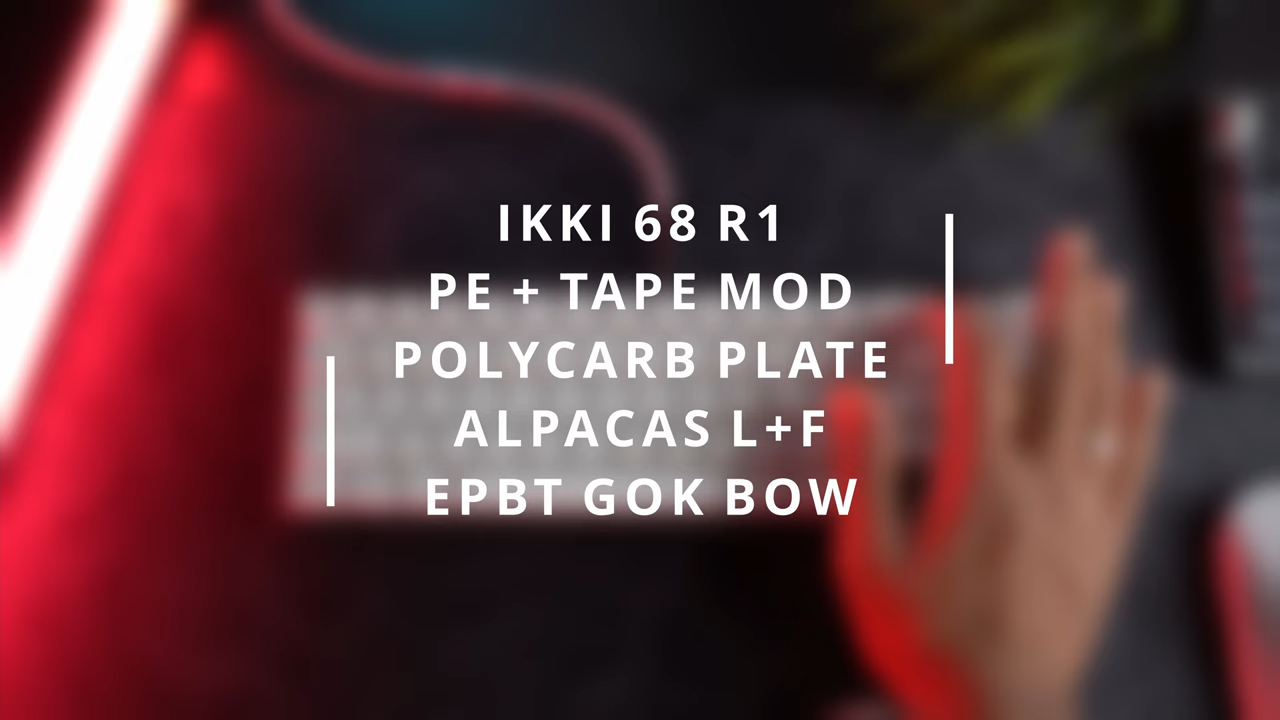 IKKI 68 R1
PE + TAPE MOD
POLYCARB PLATE
ALPACAS L+F
EPBT GOK BOW